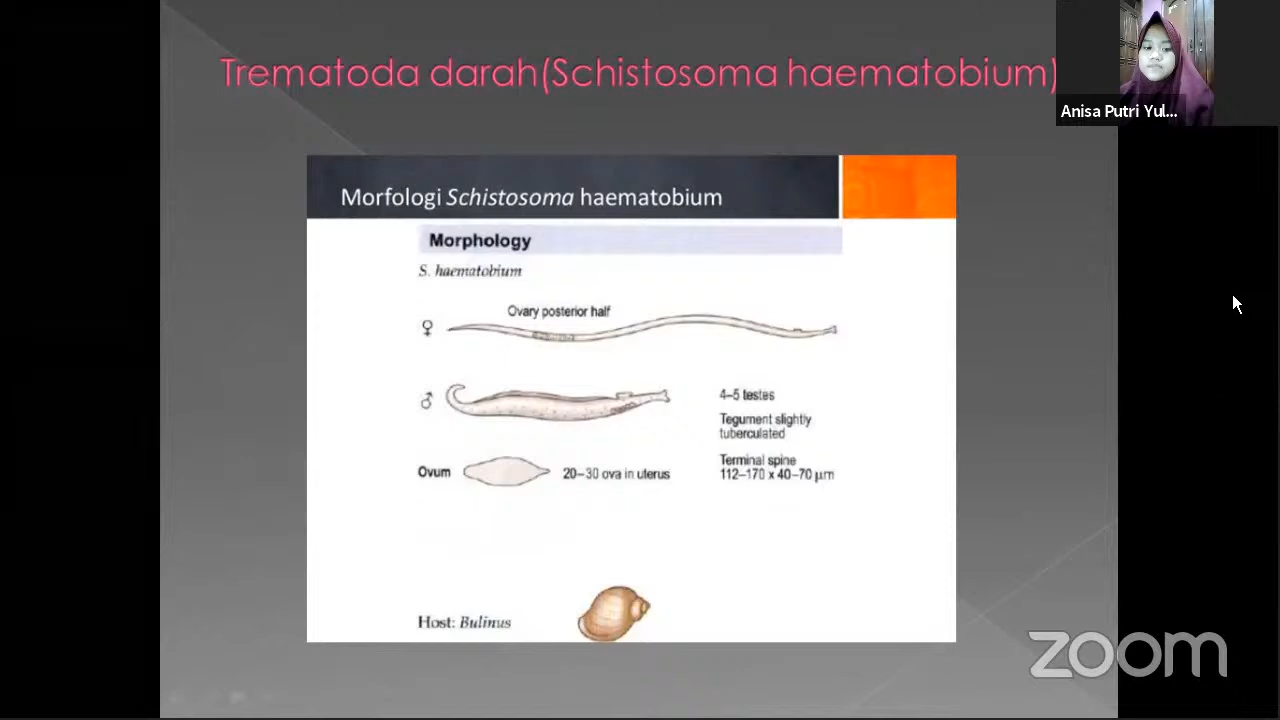 Trematoda darah(Schistosoma haematobium)
Anisa Putri Yul...
Morfologi Schistosoma haematobium
Morphology
S. haematobium
Ovary posterior half
♀
♂
4–5 testes
Tegument slightly
tuberculated
Ovum
20–30 ova in uterus
Terminal spine
112–170 x 40–70 μm
Host: Bulinus
zoom